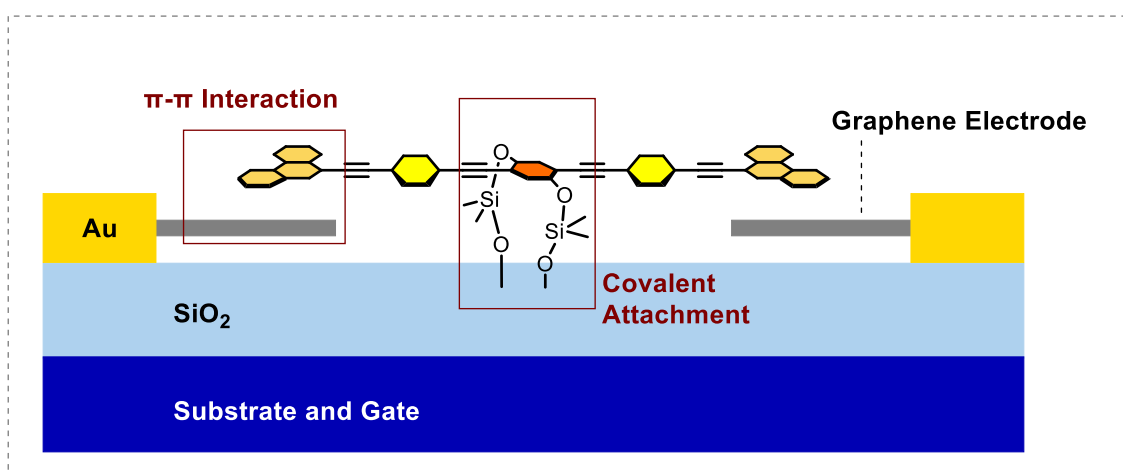 π-π Interaction
Graphene Electrode
O
Si
O
O
Si
O
Au
Covalent
Attachment
SiO₂
Substrate and Gate